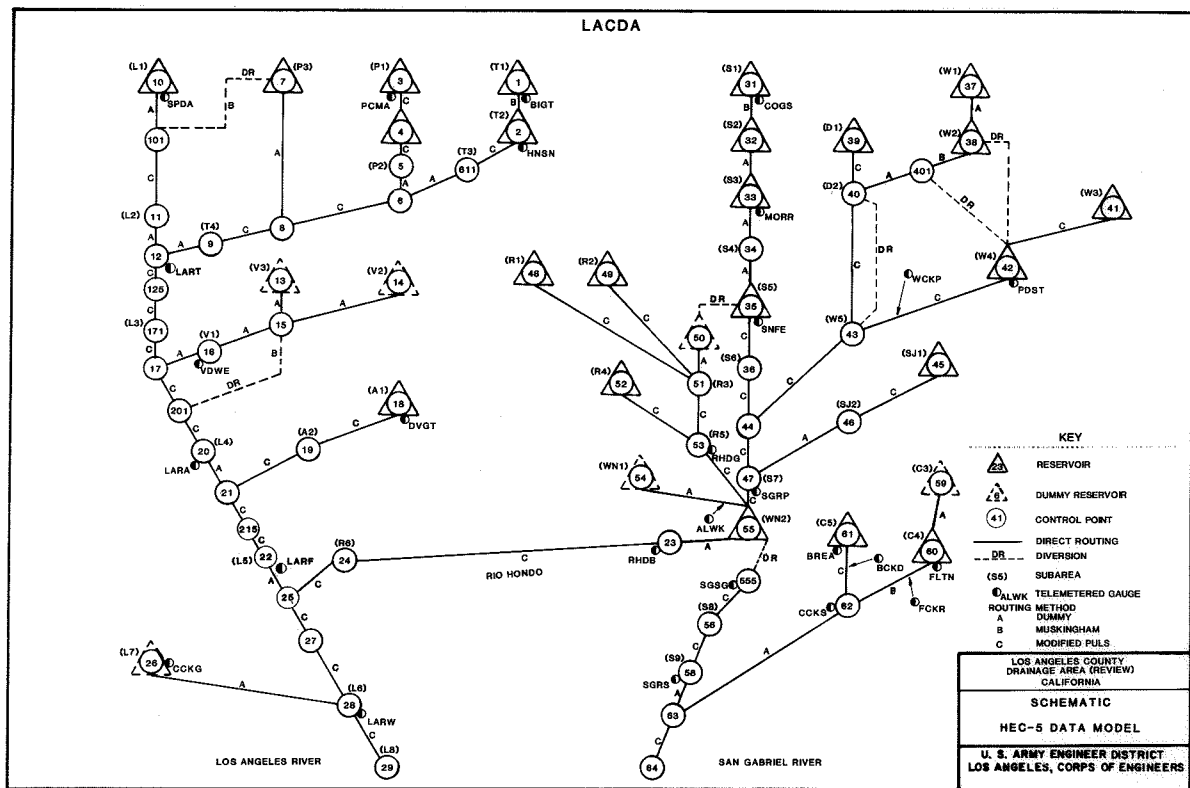 LACDA
(L1)
10
SPDA
A
101
DR
B
(P3)
7
(P1)
3
PCMA
C
4
C
(P2)
5
A
6
(T1)
1
B
BIGT
(T2)
2
HNSN
C
(T3)
611
A
A
C
8
C
(T4)
9
A
C
(L2)
11
A
12
LART
C
125
(L3)
171
C
17
(V3)
13
A
15
(V2)
14
A
A
(V1)
16
VDWE
A
B
DR
C
201
C
(L4)
20
LARA
A
21
(A1)
18
DVGT
C
(A2)
19
C
C
215
C
22
(L5)
LARF
A
25
(R6)
24
C
C
RIO HONDO
C
27
C
(L7)
26
CCKG
A
(L6)
28
LARW
C
(L8)
29
LOS ANGELES RIVER
(S1)
31
COGS
B
(S2)
32
A
(S3)
33
MORR
A
(S4)
34
A
(S5)
35
SNFE
DR
C
(S6)
36
C
44
C
47
(S7)
SGRP
C
(R1)
48
C
(R2)
49
C
50
A
51
(R3)
C
(R4)
52
C
(R5)
53
RHDG
C
(WN1)
54
A
ALWK
(WN2)
55
A
23
RHDB
DR
555
SGSG
C
(S8)
56
C
(S9)
58
SGRS
A
63
C
64
SAN GABRIEL RIVER
(D1)
39
C
(D2)
40
C
DR
(W1)
37
A
(W2)
38
DR
B
401
A
DR
(W3)
41
C
(W4)
42
PDST
WCKP
C
(W5)
43
C
(SJ1)
45
C
(SJ2)
46
A
(C5)
61
BREA
C
BCKD
(C3)
59
A
(C4)
60
FLTN
B
FCKR
62
CCKS
A
KEY
23 RESERVOIR
6 DUMMY RESERVOIR
41 CONTROL POINT
DIRECT ROUTING
DR DIVERSION
(S5) SUBAREA
ALWK TELEMETERED GAUGE
ROUTING METHOD
A DUMMY
B MUSKINGHAM
C MODIFIED PULS
LOS ANGELES COUNTY
DRAINAGE AREA (REVIEW)
CALIFORNIA
SCHEMATIC
HEC-5 DATA MODEL
U. S. ARMY ENGINEER DISTRICT
LOS ANGELES, CORPS OF ENGINEERS